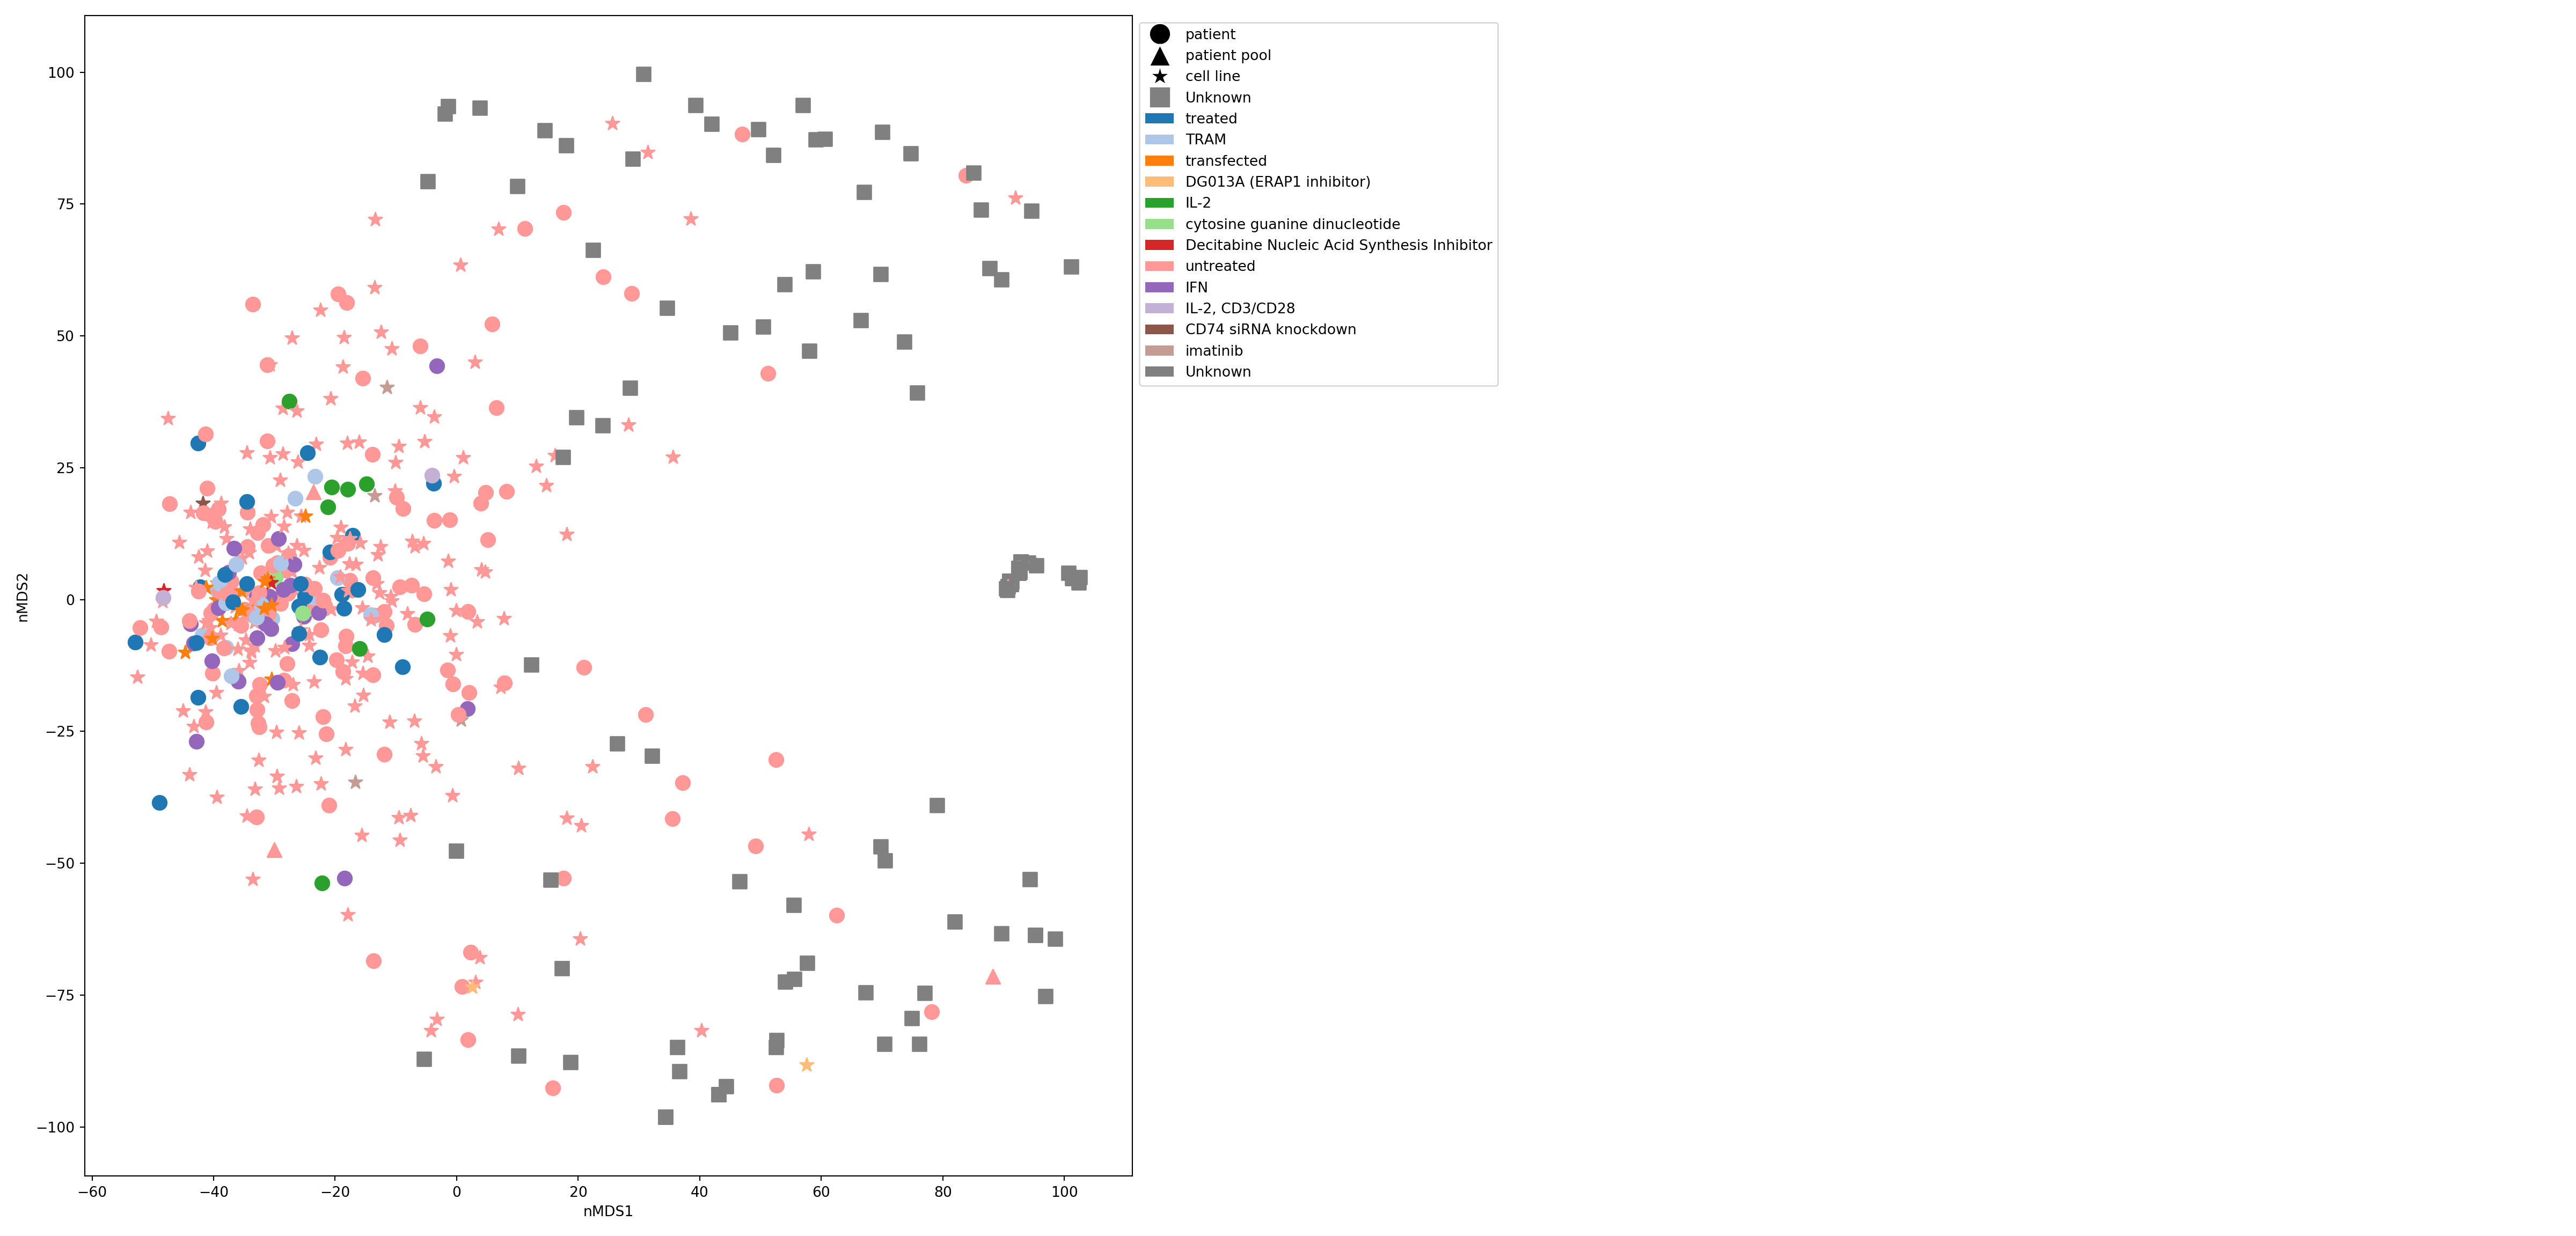 patient
patient pool
cell line
Unknown
treated
TRAM
transfected
DG013A (ERAP1 inhibitor)
IL-2
cytosine guanine dinucleotide
Decitabine Nucleic Acid Synthesis Inhibitor
untreated
IFN
IL-2, CD3/CD28
CD74 siRNA knockdown
imatinib
Unknown
nMDS2
100
75
50
25
0
−25
−50
−75
−100
−60 −40 −20 0 20 40 60 80 100
nMDS1